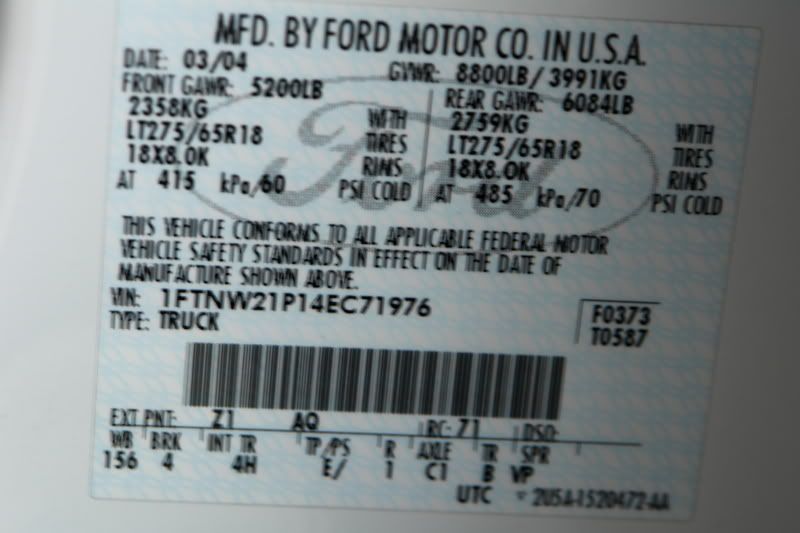 MFD. BY FORD MOTOR CO. IN U.S.A.
DATE: 03/04 GVWR: 8800LB/ 3991KG
FRONT GAWR: 5200LB REAR GAWR: 6084LB
2358KG WITH 2759KG WITH
LT275/65R18 TIRES LT275/65R18 TIRES
18X8.0K RIMS 18X8.0K RIMS
AT 415 kPa/60 PSI COLD AT 485 kPa/70 PSI COLD
Ford
THIS VEHICLE CONFORMS TO ALL APPLICABLE FEDERAL MOTOR
VEHICLE SAFETY STANDARDS IN EFFECT ON THE DATE OF
MANUFACTURE SHOWN ABOVE.
VIN: 1FTNW21P14EC71976 F0373
TYPE: TRUCK T0587
EXT PNT: Z1 AQ RC: 71 DSO:
WB BRK INT TR TP/PS R AXLE TR SPR
156 4 4H E/ 1 C1 B VP
UTC 2U5A-1520472-AA